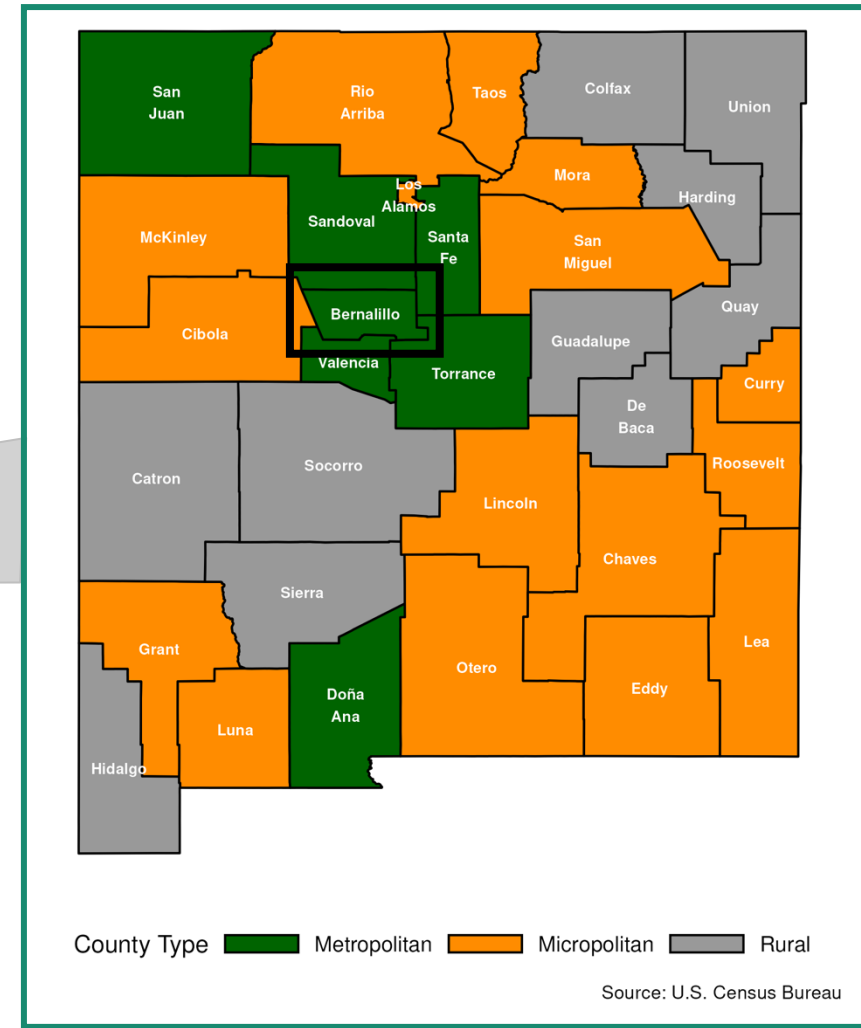 San
Juan
Rio
Arriba
Taos
Colfax
Union
Mora
Harding
Los
Alamos
Sandoval
Santa
Fe
McKinley
San
Miguel
Bernalillo
Quay
Cibola
Guadalupe
Valencia
Torrance
Curry
De
Baca
Roosevelt
Socorro
Catron
Lincoln
Chaves
Sierra
Grant
Lea
Otero
Eddy
Doña
Ana
Luna
Hidalgo
County Type Metropolitan Micropolitan Rural
Source: U.S. Census Bureau